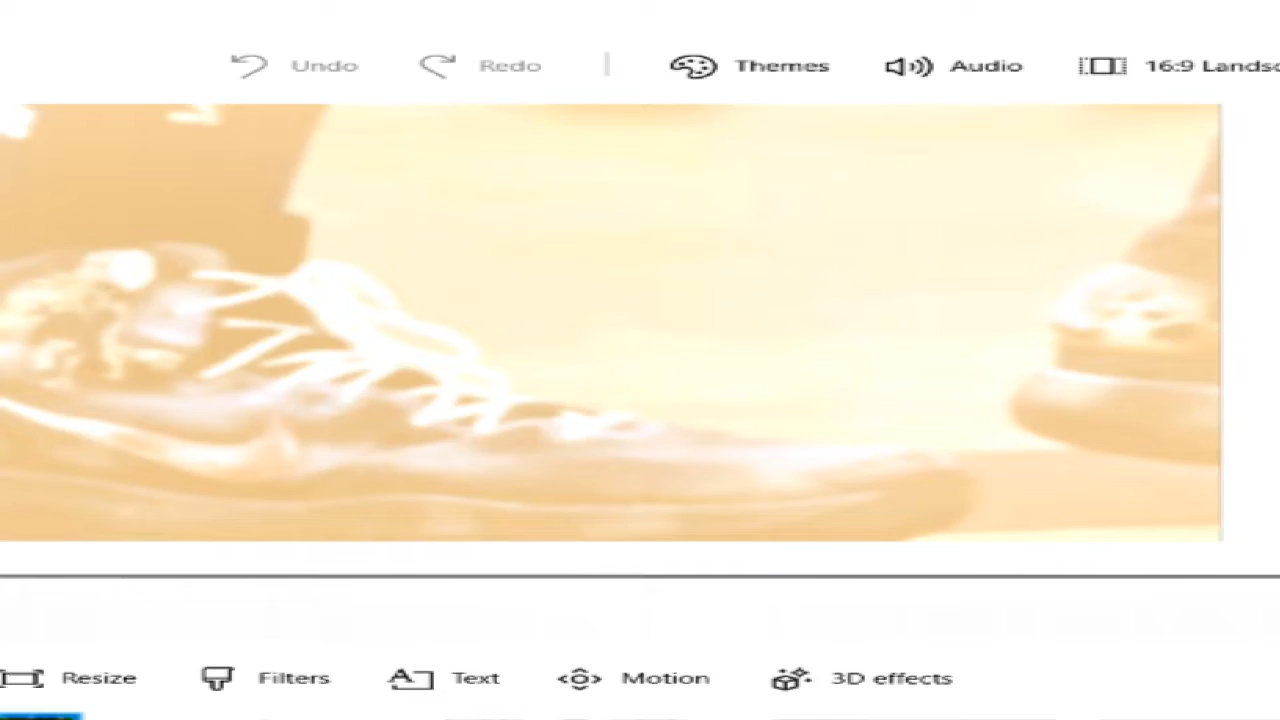 Undo Redo Themes Audio 16:9 Landsc
Resize Filters Text Motion 3D effects